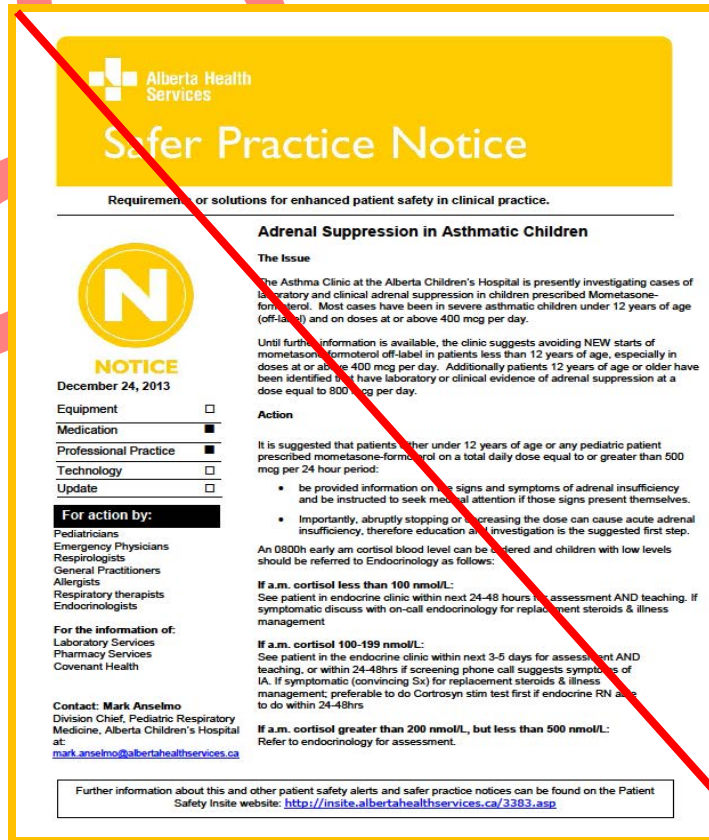 Alberta Health
Services
Safer Practice Notice
Requirements or solutions for enhanced patient safety in clinical practice.
N
NOTICE
December 24, 2013
Equipment □
Medication ■
Professional Practice ■
Technology □
Update □
For action by:
Pediatricians
Emergency Physicians
Respirologists
General Practitioners
Allergists
Respiratory therapists
Endocrinologists
For the information of:
Laboratory Services
Pharmacy Services
Covenant Health
Contact: Mark Anselmo
Division Chief, Pediatric Respiratory
Medicine, Alberta Children's Hospital
at:
mark.anselmo@albertahealthservices.ca
Adrenal Suppression in Asthmatic Children
The Issue
The Asthma Clinic at the Alberta Children's Hospital is presently investigating cases of
laboratory and clinical adrenal suppression in children prescribed Mometasone-
formoterol. Most cases have been in severe asthmatic children under 12 years of age
(off-label) and on doses at or above 400 mcg per day.
Until further information is available, the clinic suggests avoiding NEW starts of
mometasone-formoterol off-label in patients less than 12 years of age, especially in
doses at or above 400 mcg per day. Additionally patients 12 years of age or older have
been identified that have laboratory or clinical evidence of adrenal suppression at a
dose equal to 800 mcg per day.
Action
It is suggested that patients either under 12 years of age or any pediatric patient
prescribed mometasone-formoterol on a total daily dose equal to or greater than 500
mcg per 24 hour period:
• be provided information on the signs and symptoms of adrenal insufficiency
and be instructed to seek medical attention if those signs present themselves.
• Importantly, abruptly stopping or decreasing the dose can cause acute adrenal
insufficiency, therefore education and investigation is the suggested first step.
An 0800h early am cortisol blood level can be ordered and children with low levels
should be referred to Endocrinology as follows:
If a.m. cortisol less than 100 nmol/L:
See patient in endocrine clinic within next 24-48 hours for assessment AND teaching. If
symptomatic discuss with on-call endocrinology for replacement steroids & illness
management
If a.m. cortisol 100-199 nmol/L:
See patient in the endocrine clinic within next 3-5 days for assessment AND
teaching, or within 24-48hrs if screening phone call suggests symptoms of
IA. If symptomatic (convincing Sx) for replacement steroids & illness
management; preferable to do Cortrosyn stim test first if endocrine RN able
to do within 24-48hrs
If a.m. cortisol greater than 200 nmol/L, but less than 500 nmol/L:
Refer to endocrinology for assessment.
Further information about this and other patient safety alerts and safer practice notices can be found on the Patient
Safety Insite website: http://insite.albertahealthservices.ca/3383.asp